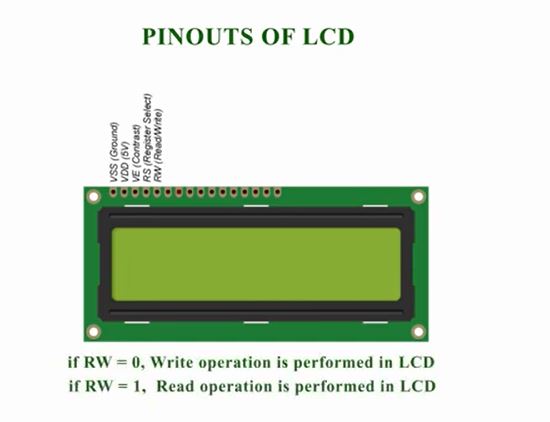 PINOUTS OF LCD
VSS (Ground)
VDD (5V)
VE (Contrast)
RS (Register Select)
RW (Read/Write)
if RW = 0, Write operation is performed in LCD
if RW = 1, Read operation is performed in LCD